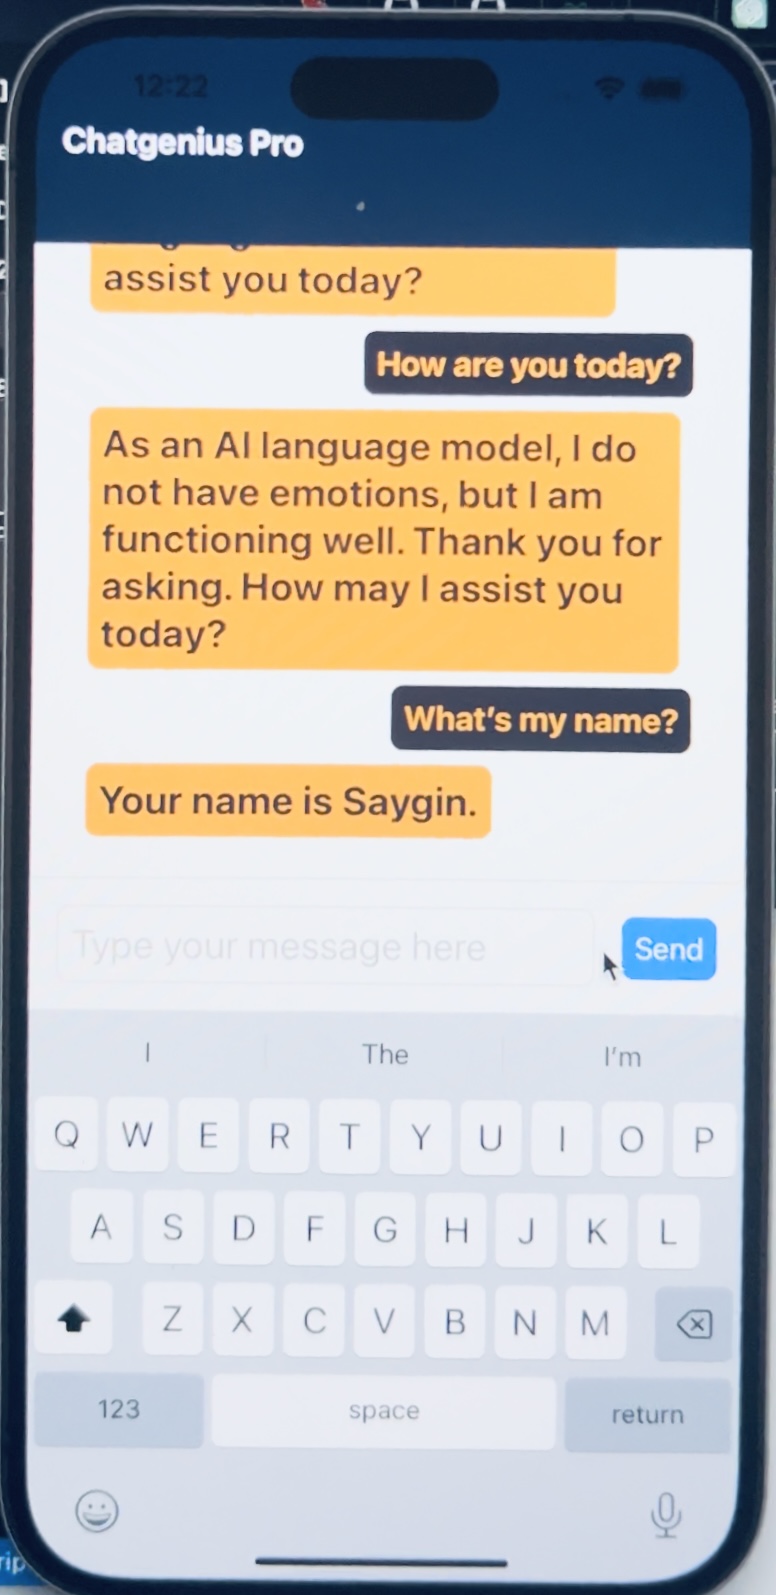 12:22
Chatgenius Pro
assist you today?
How are you today?
As an AI language model, I do
not have emotions, but I am
functioning well. Thank you for
asking. How may I assist you
today?
What's my name?
Your name is Saygin.
Type your message here
Send
I The I'm
Q W E R T Y U I O P
A S D F G H J K L
Z X C V B N M
123 space return